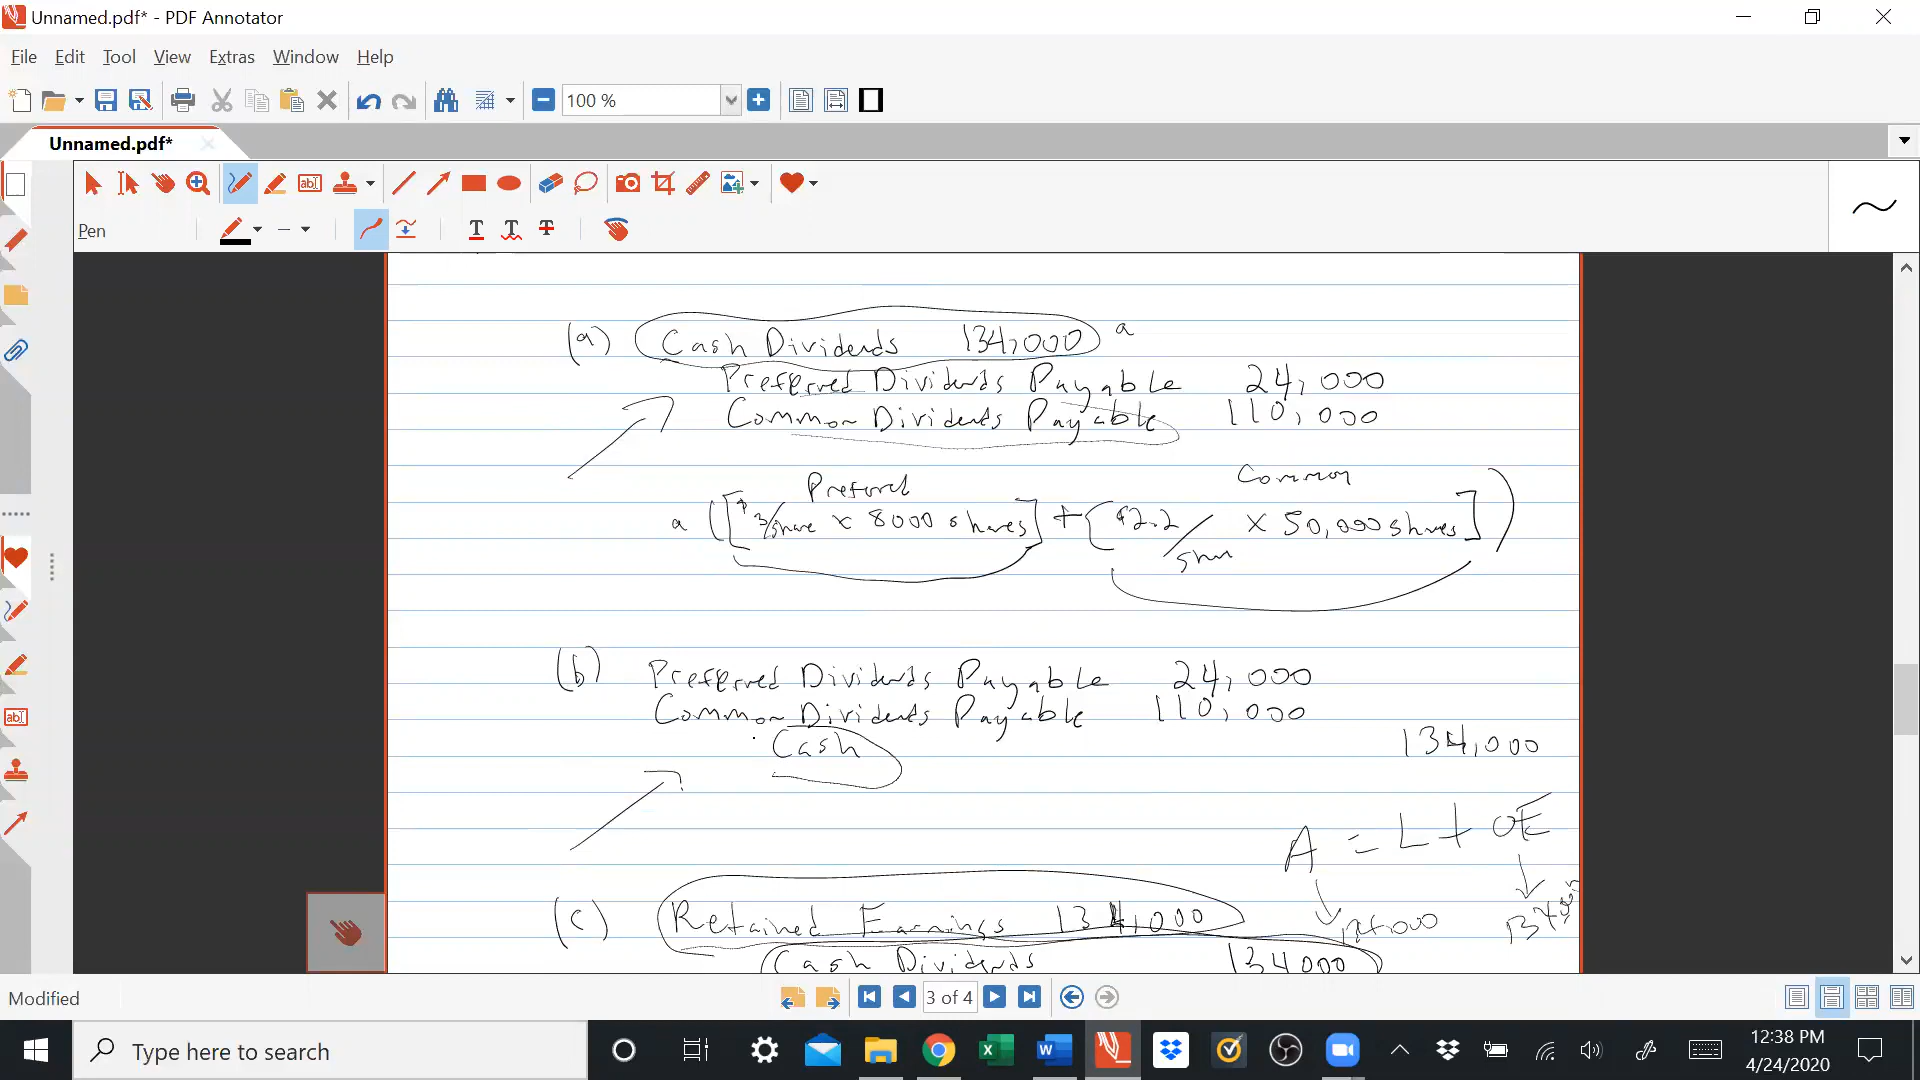 Unnamed.pdf* - PDF Annotator
File Edit Tool View Extras Window Help
100 %
Unnamed.pdf*
Pen
(a) Cash Dividends 134,000 a
Preferred Dividends Payable 24,000
Common Dividends Payable 110,000
Preferred Common
a ([$3/share x 8000 shares] + [$2.2/ x 50,000 shares])
(b) Preferred Dividends Payable 24,000
Common Dividends Payable 110,000
Cash 134,000
A = L + OE
(c) Retained Earnings 134,000
Cash Dividends 134000
Modified
3 of 4
Type here to search
12:38 PM
4/24/2020